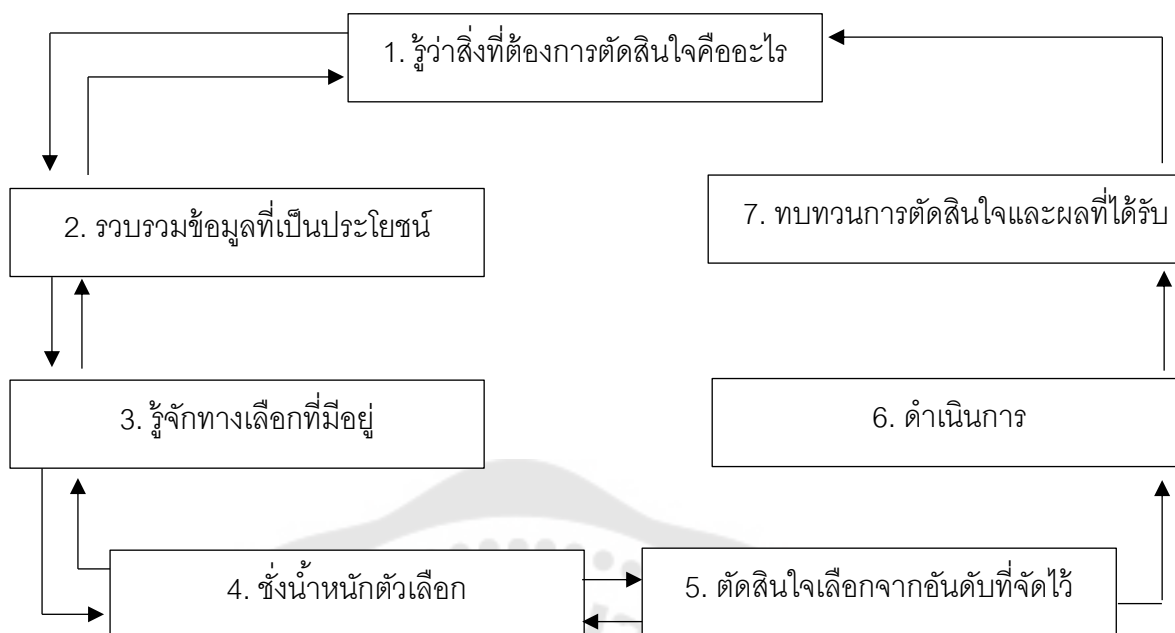 1. รู้ว่าสิ่งที่ต้องการตัดสินใจคืออะไร
2. รวบรวมข้อมูลที่เป็นประโยชน์
7. ทบทวนการตัดสินใจและผลที่ได้รับ
3. รู้จักทางเลือกที่มีอยู่
6. ดำเนินการ
4. ชั่งน้ำหนักตัวเลือก
5. ตัดสินใจเลือกจากอันดับที่จัดไว้